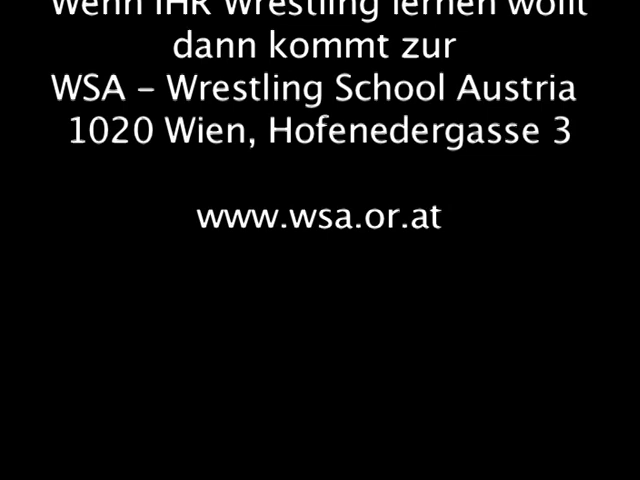 Wenn IHR Wrestling lernen wollt
dann kommt zur
WSA - Wrestling School Austria
1020 Wien, Hofenedergasse 3
www.wsa.or.at